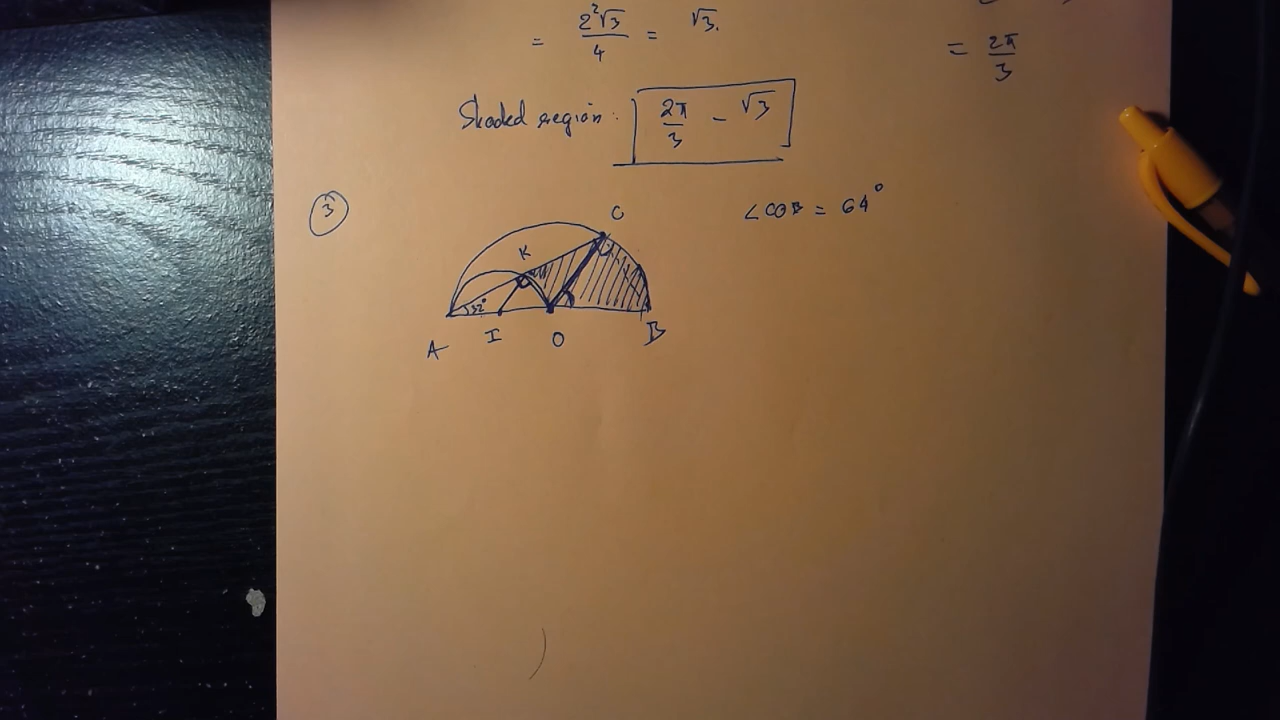 = 2²√3 / 4 = √3.
= 2π / 3
Shaded region: 2π / 3 - √3
3
∠COB = 64°
C
K
32°
A I O B